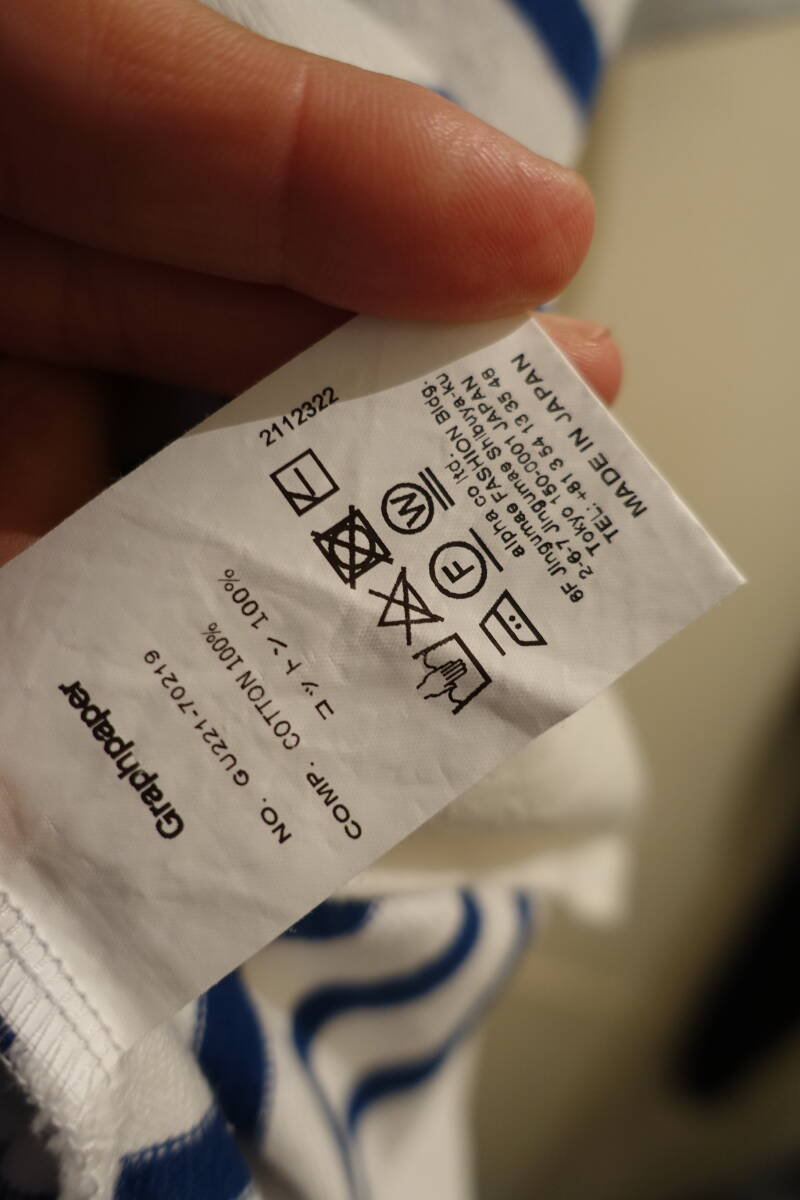 Graphpaper
NO. GU221-70219
COMP. COTTON 100%
コットン 100%
F
W
2112322
alpha co ltd.
6F Jingumae FASHION Bldg.
2-6-7 Jingumae Shibuya-ku
Tokyo 150-0001 JAPAN
TEL: +81 3 54 13 35 48
MADE IN JAPAN